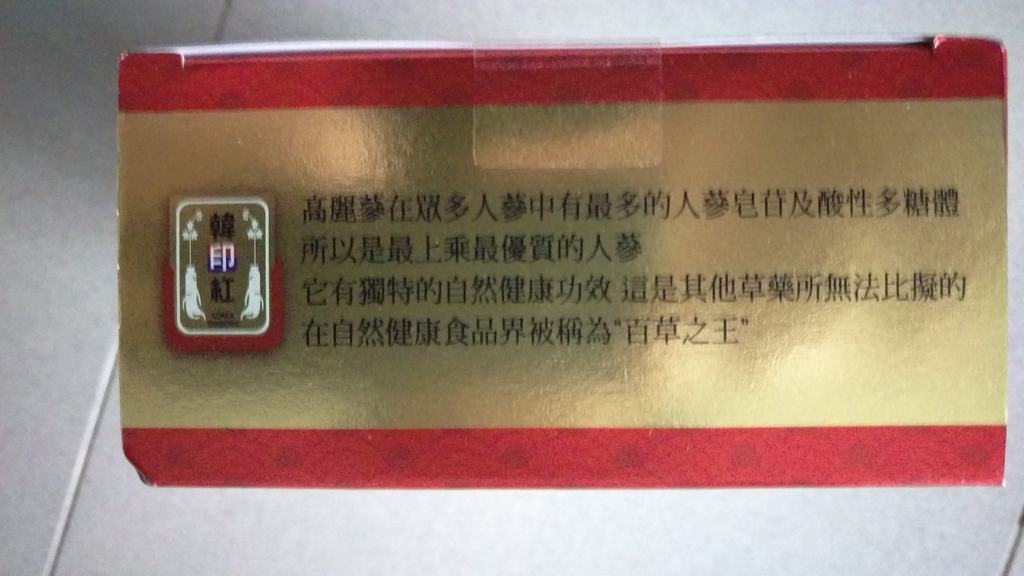 韓
印
紅
高麗蔘在眾多人蔘中有最多的人蔘皂苷及酸性多糖體
所以是最上乘最優質的人蔘
它有獨特的自然健康功效 這是其他草藥所無法比擬的
在自然健康食品界被稱為“百草之王”